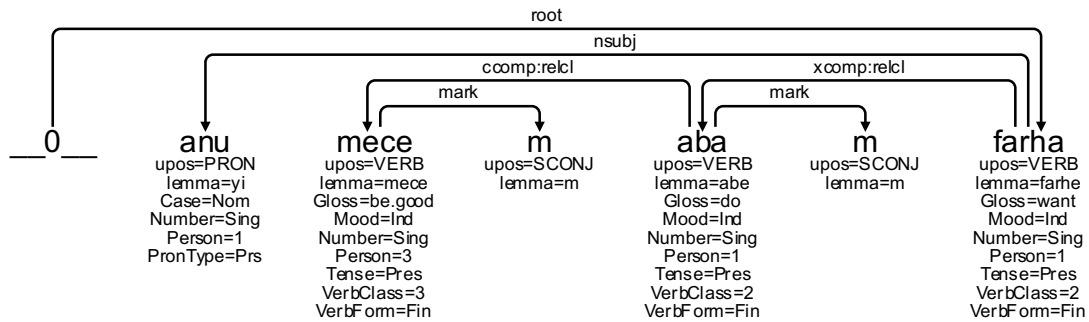 root
nsubj
ccomp:relcl xcomp:relcl
mark mark
__0__ anu mece m aba m farha
upos=PRON upos=VERB upos=SCONJ upos=VERB upos=SCONJ upos=VERB
lemma=yi lemma=mece lemma=m lemma=abe lemma=m lemma=farhe
Case=Nom Gloss=be.good Gloss=do Gloss=want
Number=Sing Mood=Ind Mood=Ind Mood=Ind
Person=1 Number=Sing Number=Sing Number=Sing
PronType=Prs Person=3 Person=1 Person=1
Tense=Pres Tense=Pres Tense=Pres
VerbClass=3 VerbClass=2 VerbClass=2
VerbForm=Fin VerbForm=Fin VerbForm=Fin